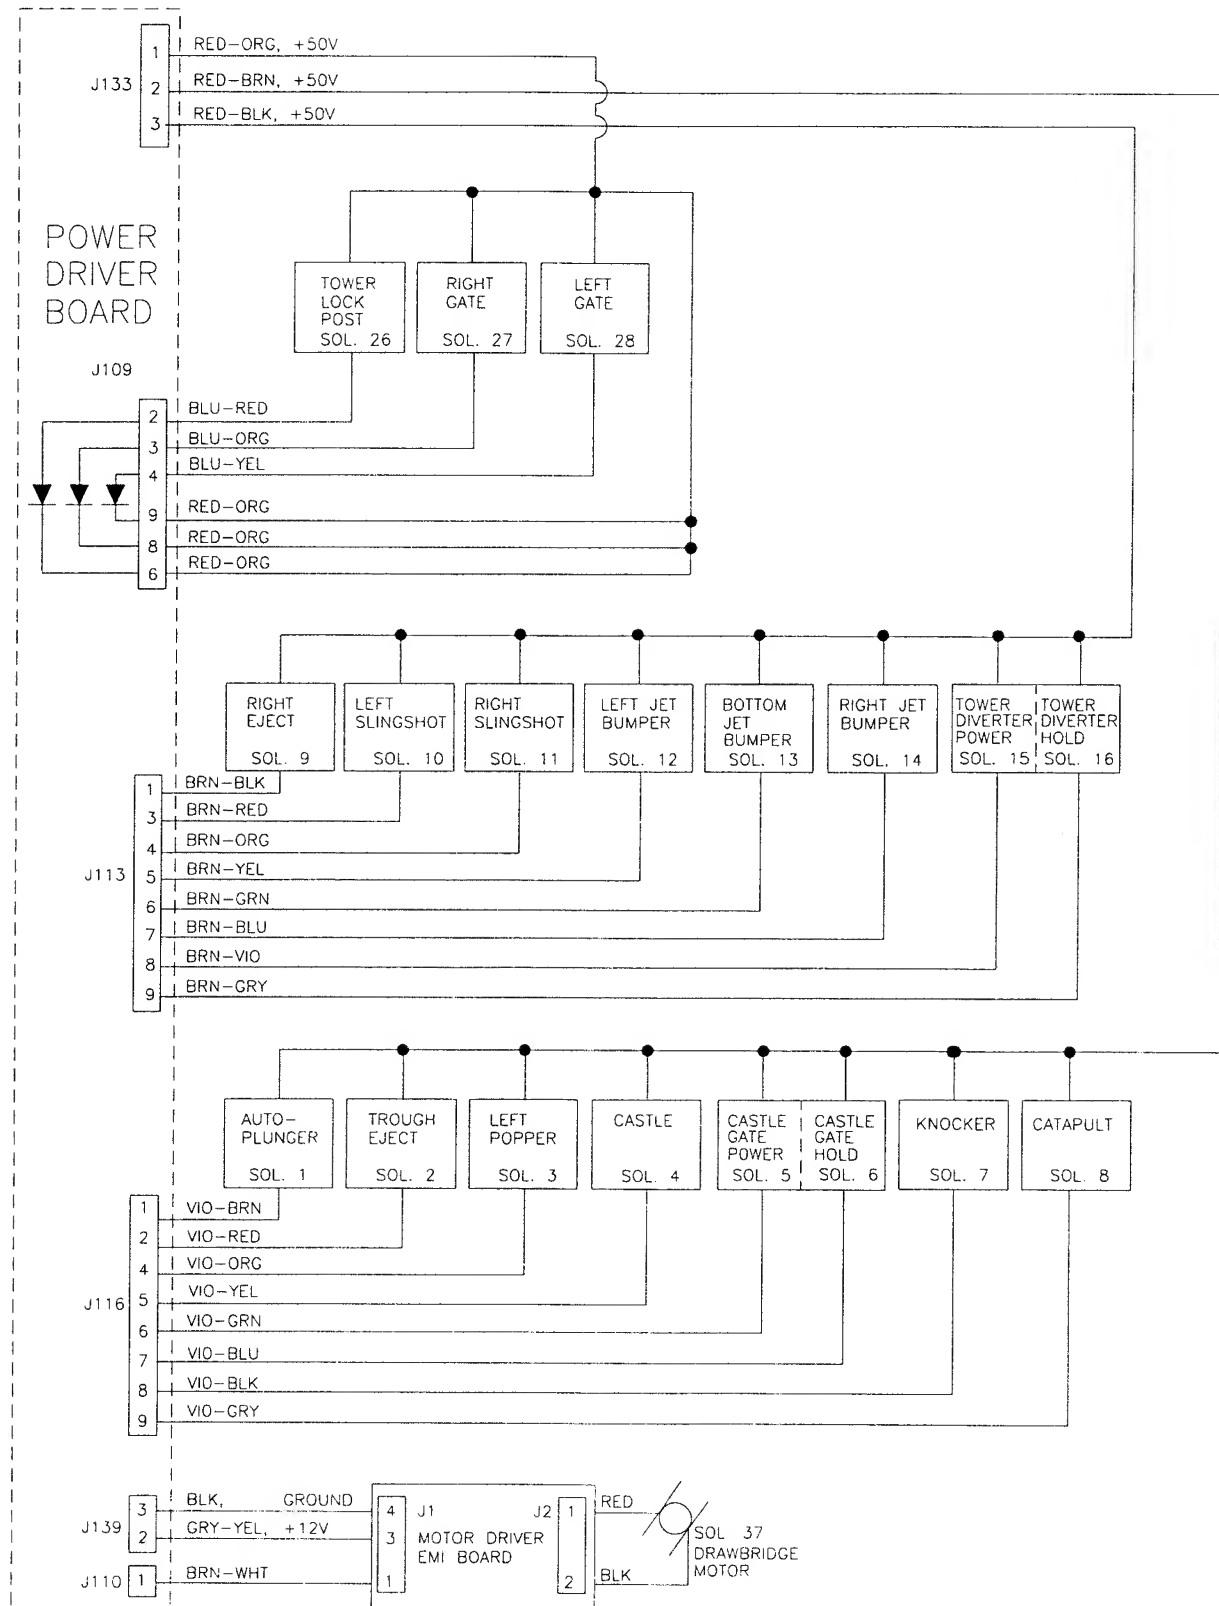 J133
1 RED-ORG, +50V
2 RED-BRN, +50V
3 RED-BLK, +50V
POWER
DRIVER
BOARD
TOWER
LOCK
POST
SOL. 26
RIGHT
GATE
SOL. 27
LEFT
GATE
SOL. 28
J109
2 BLU-RED
3 BLU-ORG
4 BLU-YEL
9 RED-ORG
8 RED-ORG
6 RED-ORG
RIGHT
EJECT
SOL. 9
LEFT
SLINGSHOT
SOL. 10
RIGHT
SLINGSHOT
SOL. 11
LEFT JET
BUMPER
SOL. 12
BOTTOM
JET
BUMPER
SOL. 13
RIGHT JET
BUMPER
SOL. 14
TOWER
DIVERTER
POWER
SOL. 15
TOWER
DIVERTER
HOLD
SOL. 16
J113
1 BRN-BLK
3 BRN-RED
4 BRN-ORG
5 BRN-YEL
6 BRN-GRN
7 BRN-BLU
8 BRN-VIO
9 BRN-GRY
AUTO-
PLUNGER
SOL. 1
TROUGH
EJECT
SOL. 2
LEFT
POPPER
SOL. 3
CASTLE
SOL. 4
CASTLE
GATE
POWER
SOL. 5
CASTLE
GATE
HOLD
SOL. 6
KNOCKER
SOL. 7
CATAPULT
SOL. 8
J116
1 VIO-BRN
2 VIO-RED
4 VIO-ORG
5 VIO-YEL
6 VIO-GRN
7 VIO-BLU
8 VIO-BLK
9 VIO-GRY
J139
3 BLK, GROUND
2 GRY-YEL, +12V
J110
1 BRN-WHT
4 J1
3
1
MOTOR DRIVER
EMI BOARD
J2 1
2
RED
BLK
SOL 37
DRAWBRIDGE
MOTOR